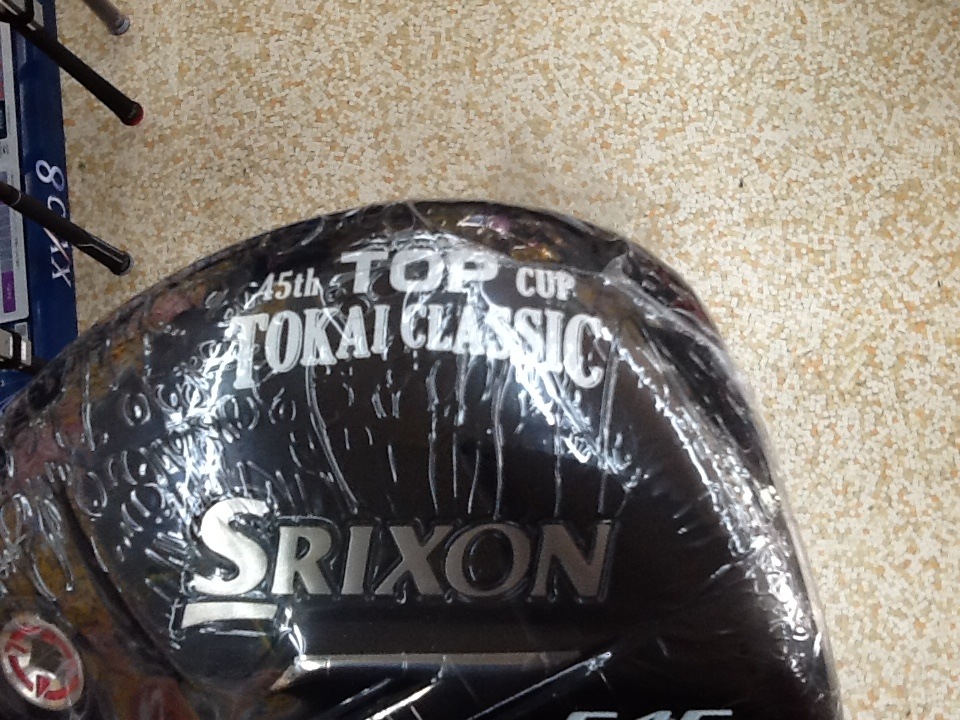 45th TOP CUP
TOKAI CLASSIC
SRIXON